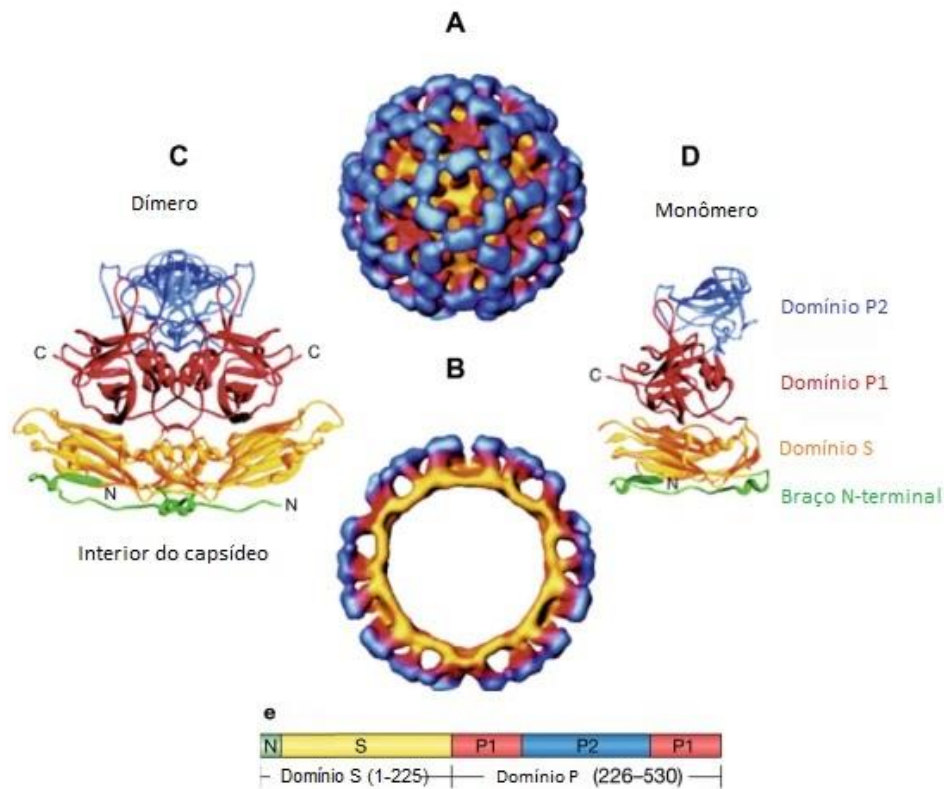 A
C
D
Dímero
Monômero
Domínio P2
C
C
C
Domínio P1
B
Domínio S
N
N
N
Braço N-terminal
Interior do capsídeo
e
N S P1 P2 P1
Domínio S (1-225) Domínio P (226–530)